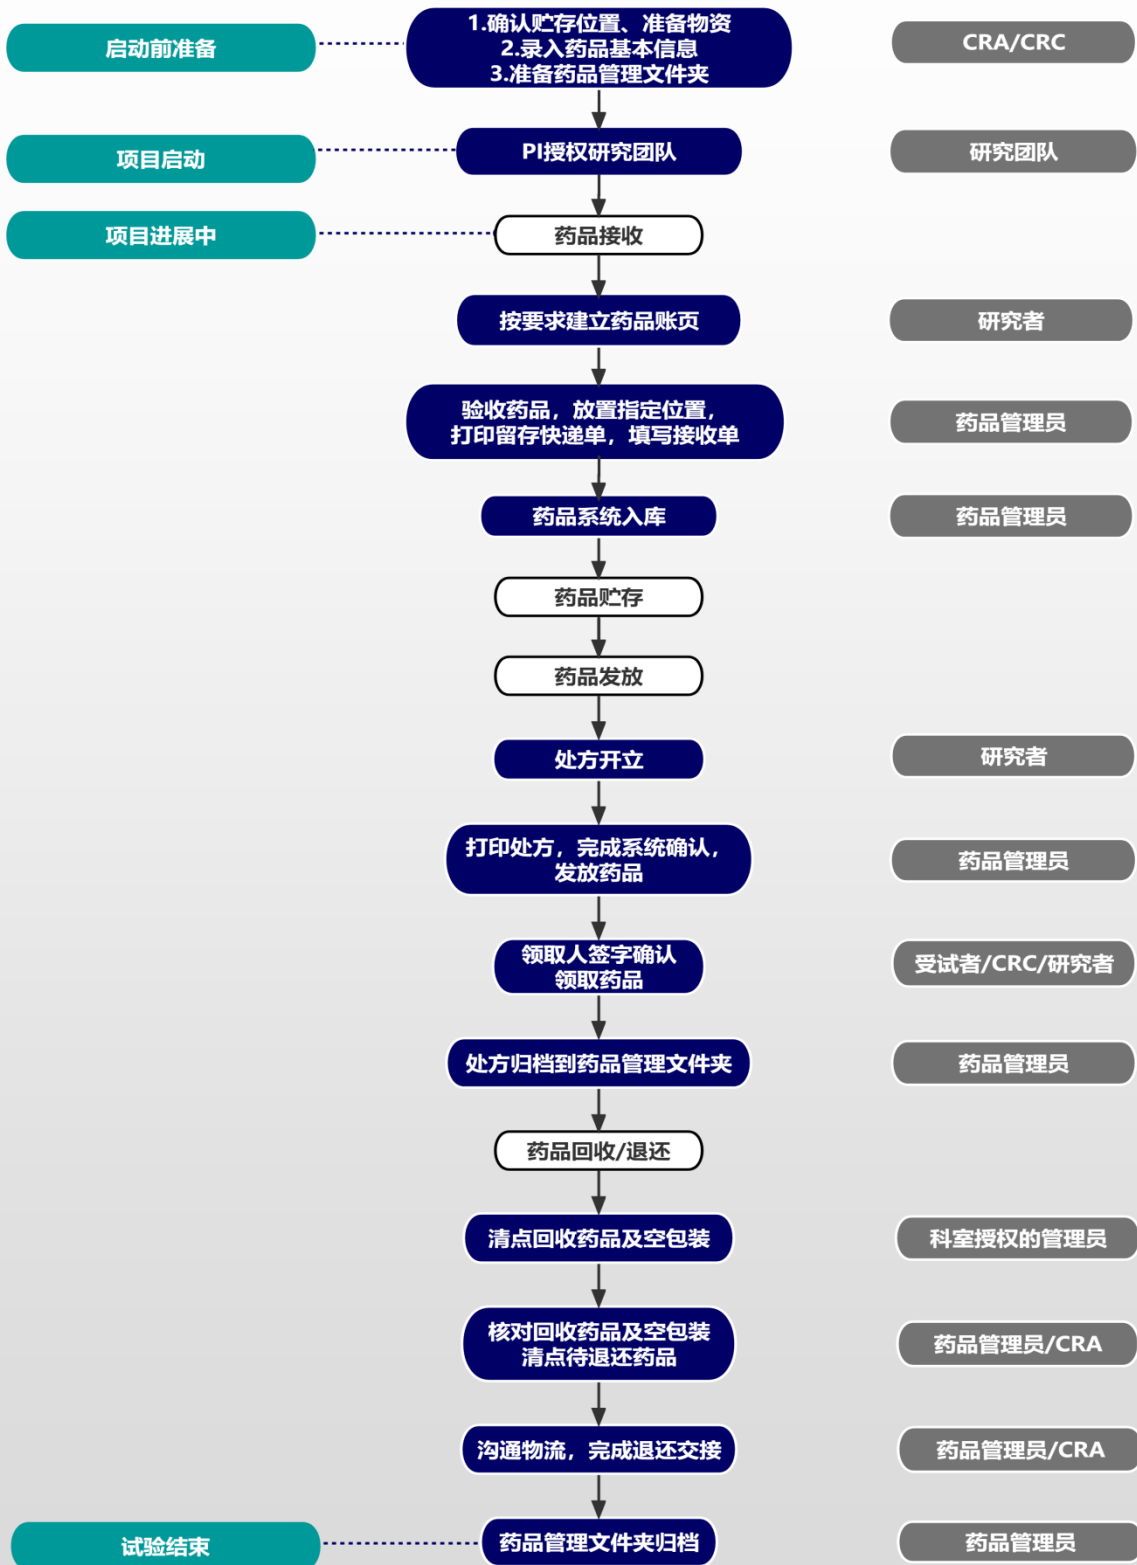 启动前准备
1.确认贮存位置、准备物资
2.录入药品基本信息
3.准备药品管理文件夹
CRA/CRC
项目启动
PI授权研究团队
研究团队
项目进展中
药品接收
按要求建立药品账页
研究者
验收药品，放置指定位置，
打印留存快递单，填写接收单
药品管理员
药品系统入库
药品管理员
药品贮存
药品发放
处方开立
研究者
打印处方，完成系统确认，
发放药品
药品管理员
领取人签字确认
领取药品
受试者/CRC/研究者
处方归档到药品管理文件夹
药品管理员
药品回收/退还
清点回收药品及空包装
科室授权的管理员
核对回收药品及空包装
清点待退还药品
药品管理员/CRA
沟通物流，完成退还交接
药品管理员/CRA
试验结束
药品管理文件夹归档
药品管理员